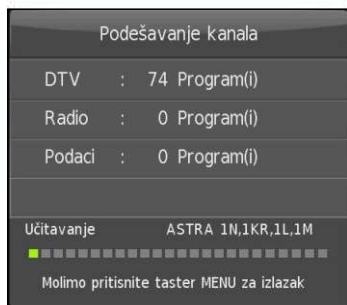 Podešavanje kanala
DTV : 74 Program(i)
Radio : 0 Program(i)
Podaci : 0 Program(i)
Učitavanje ASTRA 1N,1KR,1L,1M
Molimo pritisnite taster MENU za izlazak